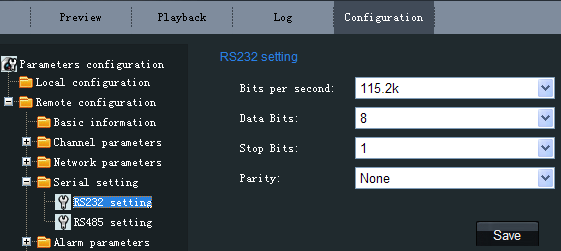 Preview Playback Log Configuration
Parameters configuration
Local configuration
Remote configuration
Basic information
Channel parameters
Network parameters
Serial setting
RS232 setting
RS485 setting
Alarm parameters
RS232 setting
Bits per second: 115.2k
Data Bits: 8
Stop Bits: 1
Parity: None
Save